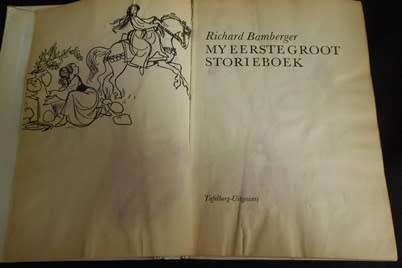 Richard Bamberger
MY EERSTE GROOT
STORIEBOEK
Tafelberg-Uitgewers